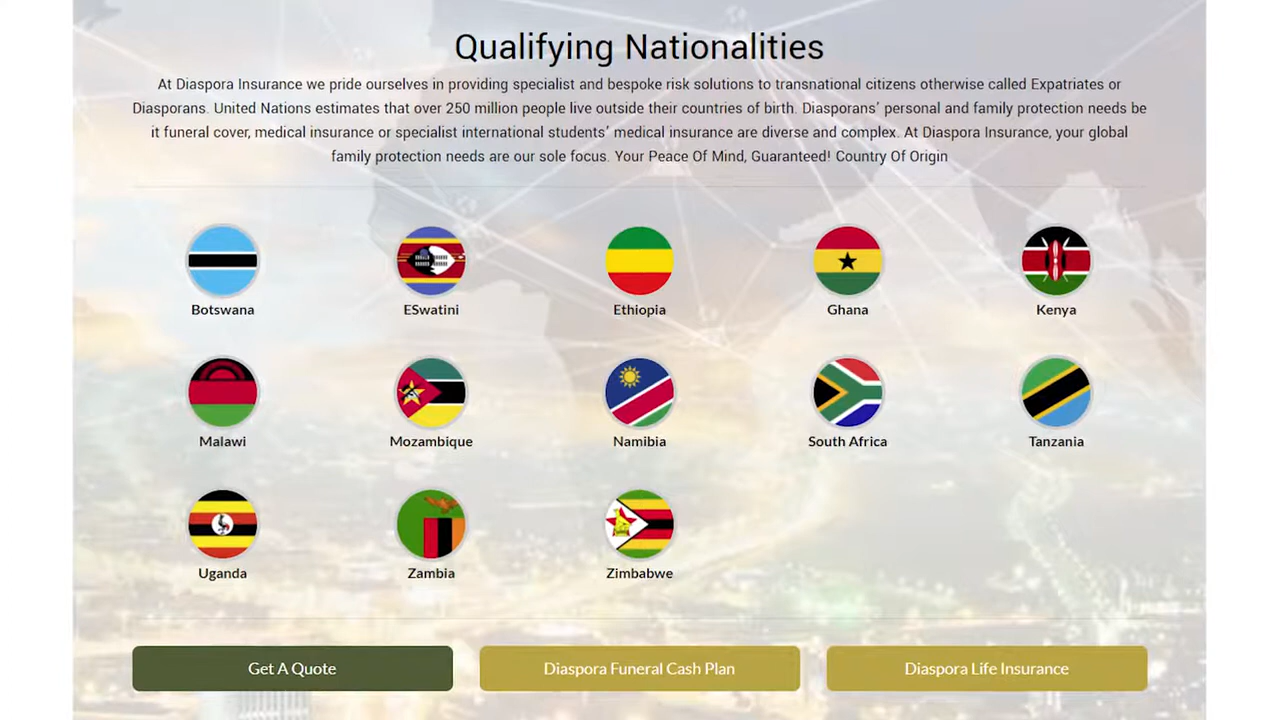 Qualifying Nationalities
At Diaspora Insurance we pride ourselves in providing specialist and bespoke risk solutions to transnational citizens otherwise called Expatriates or
Diasporans. United Nations estimates that over 250 million people live outside their countries of birth. Diasporans’ personal and family protection needs be
it funeral cover, medical insurance or specialist international students’ medical insurance are diverse and complex. At Diaspora Insurance, your global
family protection needs are our sole focus. Your Peace Of Mind, Guaranteed! Country Of Origin
Botswana
ESwatini
Ethiopia
Ghana
Kenya
Malawi
Mozambique
Namibia
South Africa
Tanzania
Uganda
Zambia
Zimbabwe
Get A Quote
Diaspora Funeral Cash Plan
Diaspora Life Insurance